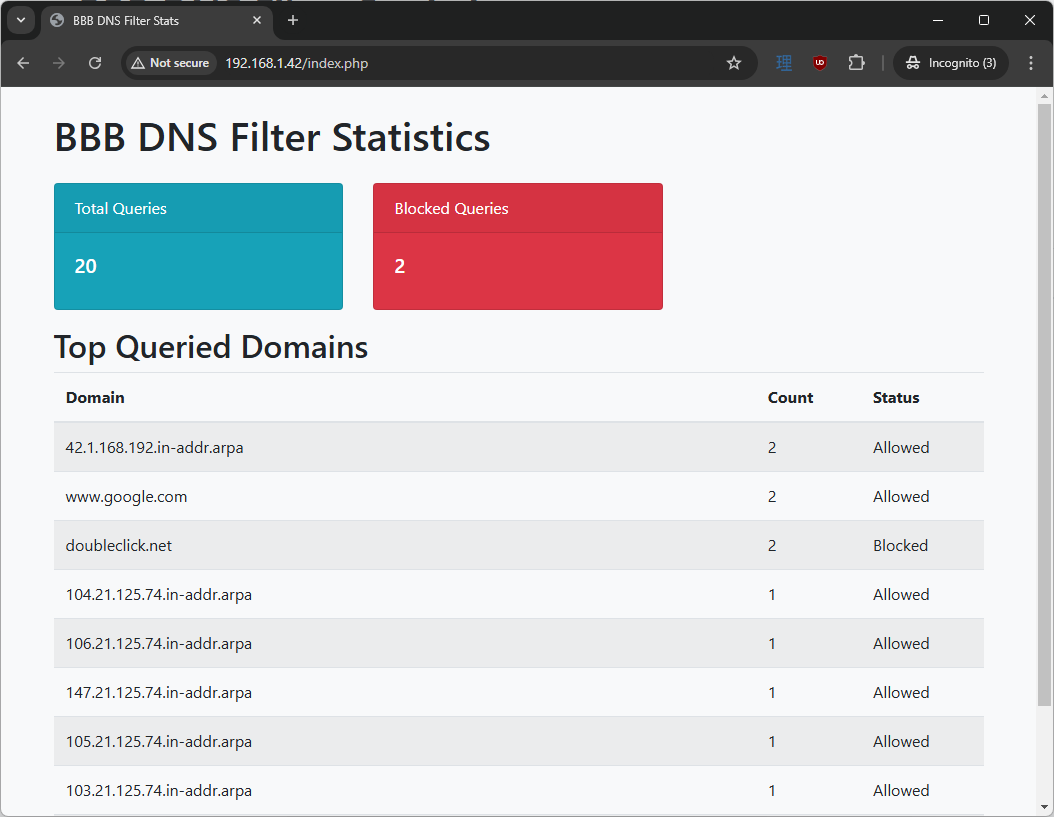 BBB DNS Filter Stats
Not secure 192.168.1.42/index.php
理
UD
Incognito (3)
BBB DNS Filter Statistics
Total Queries
20
Blocked Queries
2
Top Queried Domains
Domain Count Status
42.1.168.192.in-addr.arpa 2 Allowed
www.google.com 2 Allowed
doubleclick.net 2 Blocked
104.21.125.74.in-addr.arpa 1 Allowed
106.21.125.74.in-addr.arpa 1 Allowed
147.21.125.74.in-addr.arpa 1 Allowed
105.21.125.74.in-addr.arpa 1 Allowed
103.21.125.74.in-addr.arpa 1 Allowed